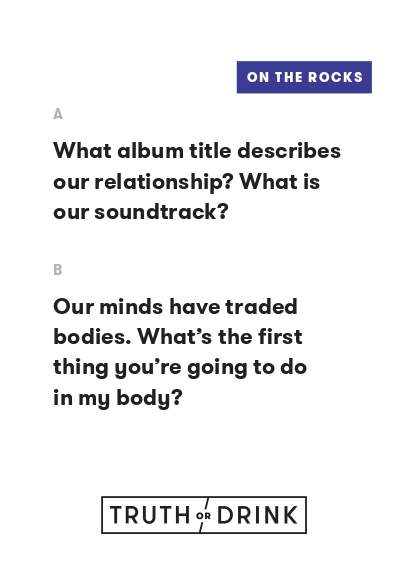 ON THE ROCKS
A
What album title describes
our relationship? What is
our soundtrack?
B
Our minds have traded
bodies. What’s the first
thing you’re going to do
in my body?
TRUTH OR DRINK